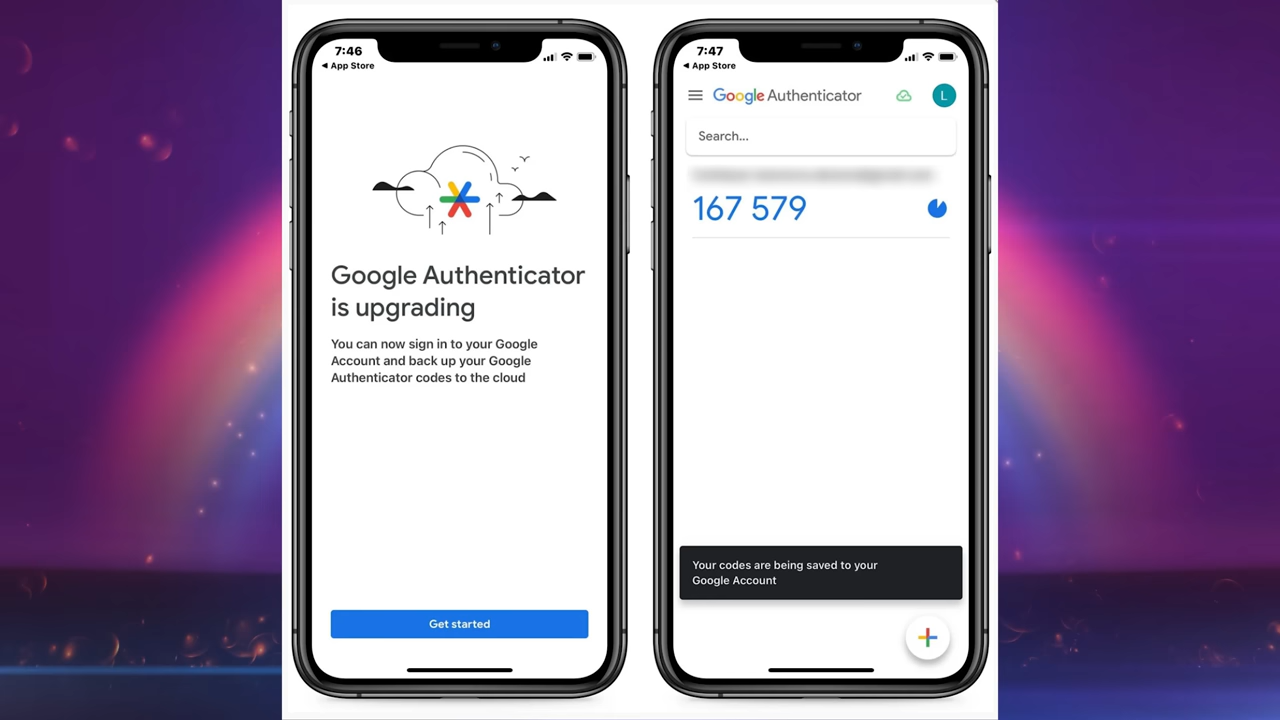 7:46
App Store
Google Authenticator
is upgrading
You can now sign in to your Google
Account and back up your Google
Authenticator codes to the cloud
Get started
7:47
App Store
Google Authenticator
L
Search...
167 579
Your codes are being saved to your
Google Account